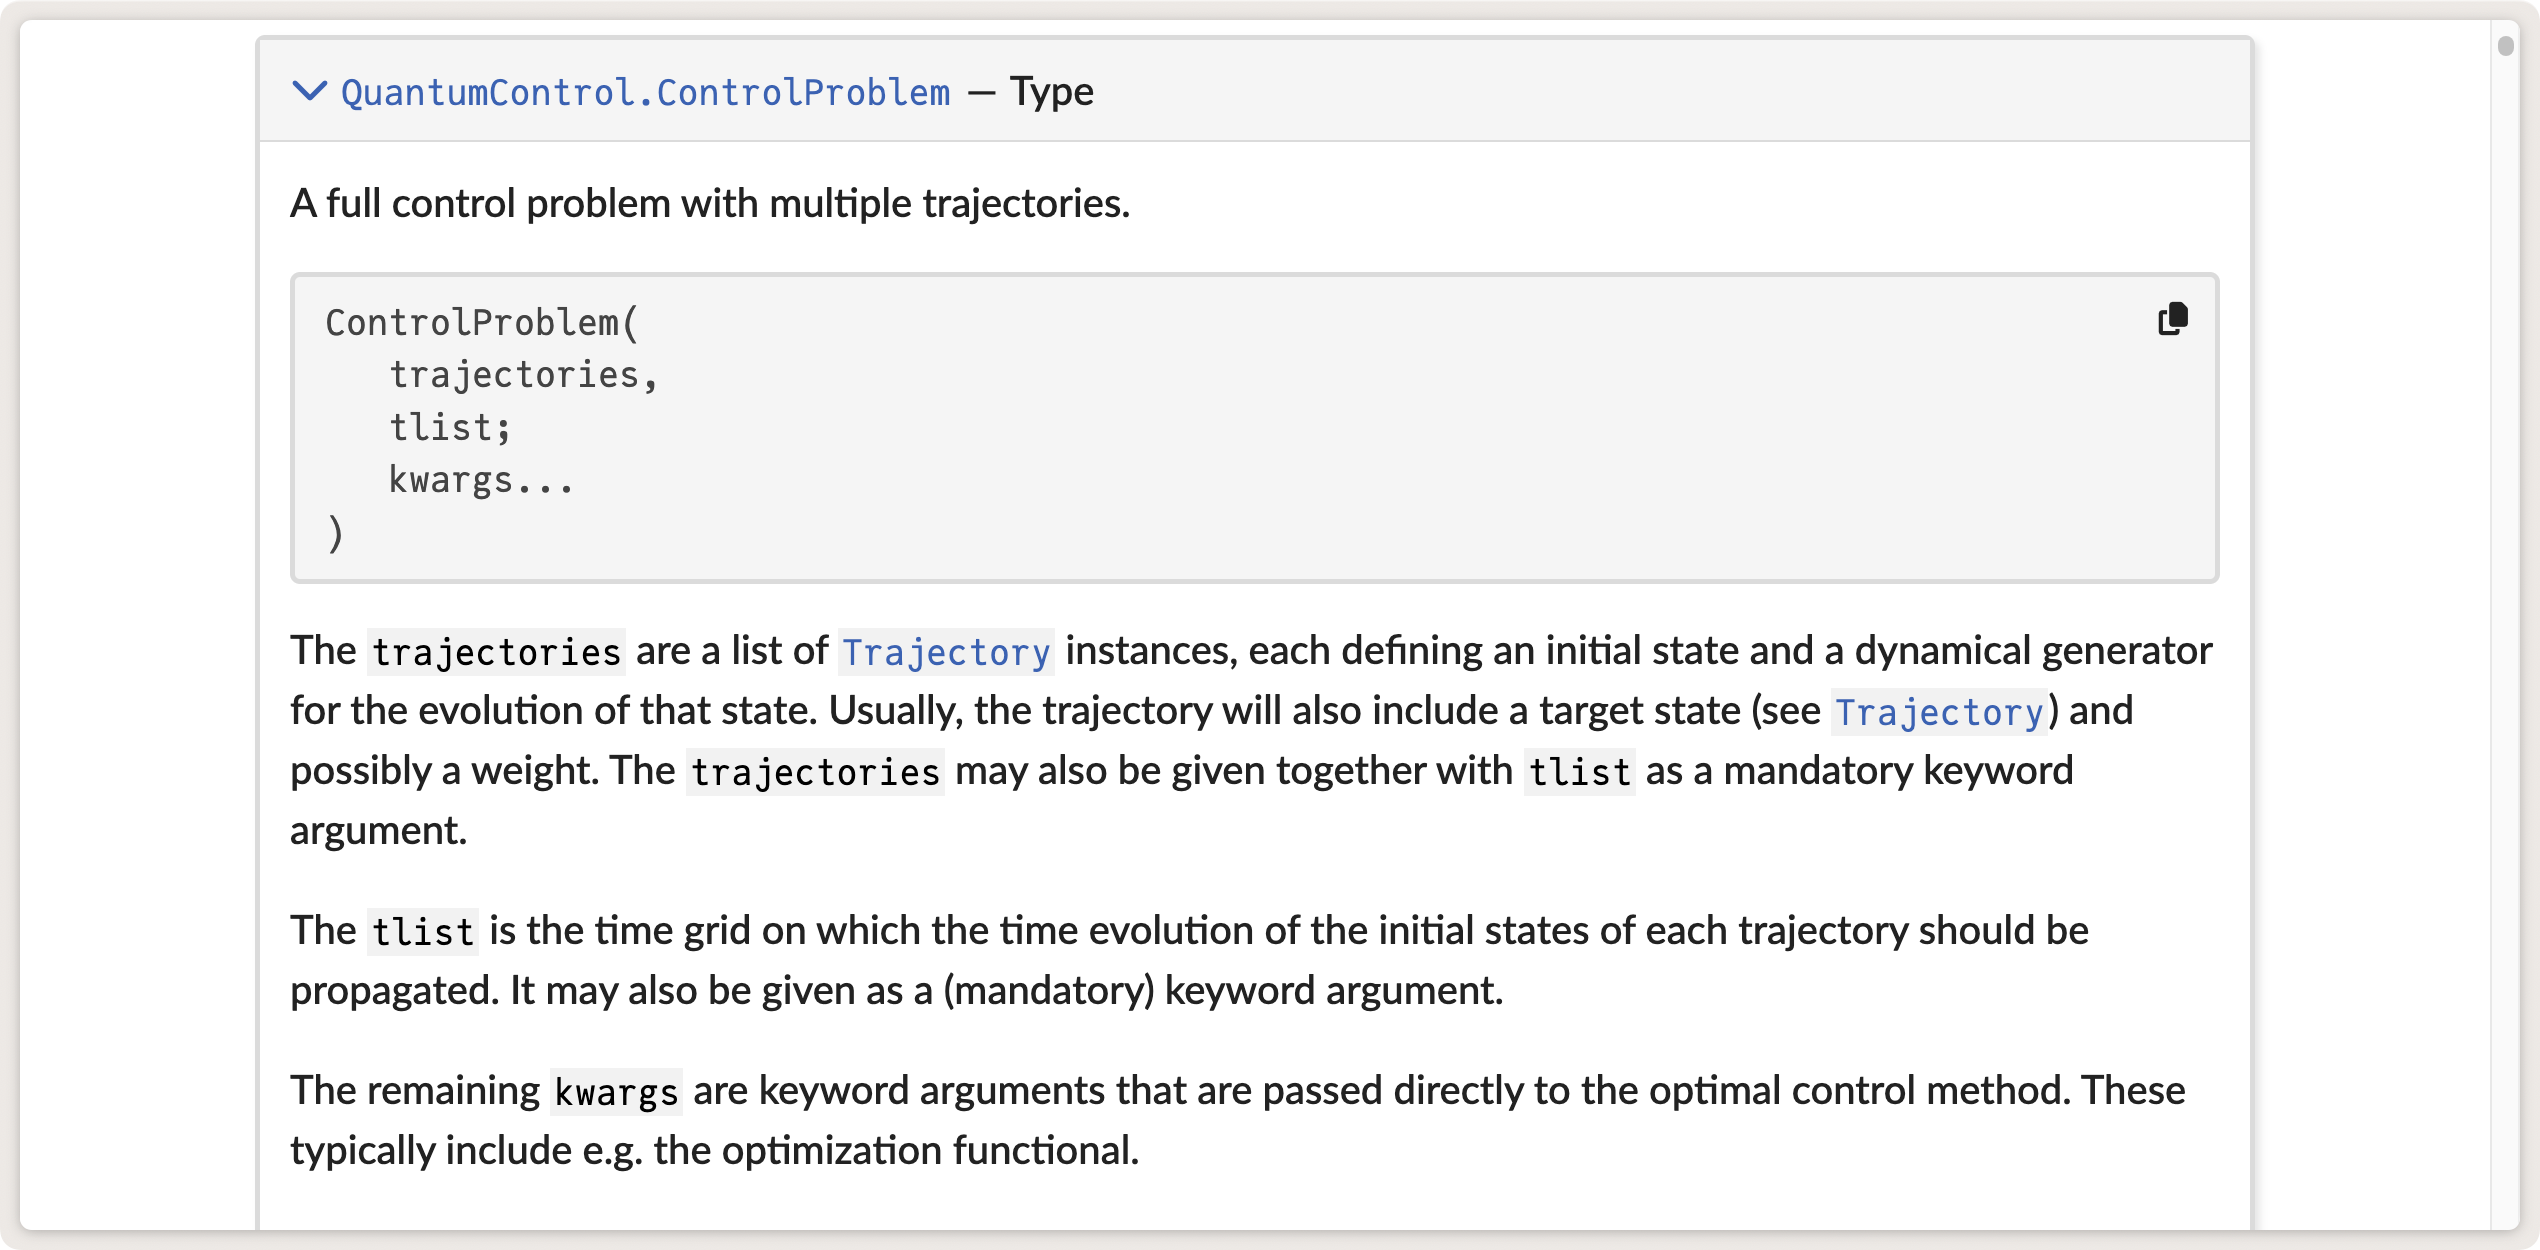 QuantumControl.ControlProblem — Type
A full control problem with multiple trajectories.
ControlProblem(
   trajectories,
   tlist;
   kwargs...
)
The trajectories are a list of Trajectory instances, each defining an initial state and a dynamical generator
for the evolution of that state. Usually, the trajectory will also include a target state (see Trajectory) and
possibly a weight. The trajectories may also be given together with tlist as a mandatory keyword
argument.
The tlist is the time grid on which the time evolution of the initial states of each trajectory should be
propagated. It may also be given as a (mandatory) keyword argument.
The remaining kwargs are keyword arguments that are passed directly to the optimal control method. These
typically include e.g. the optimization functional.